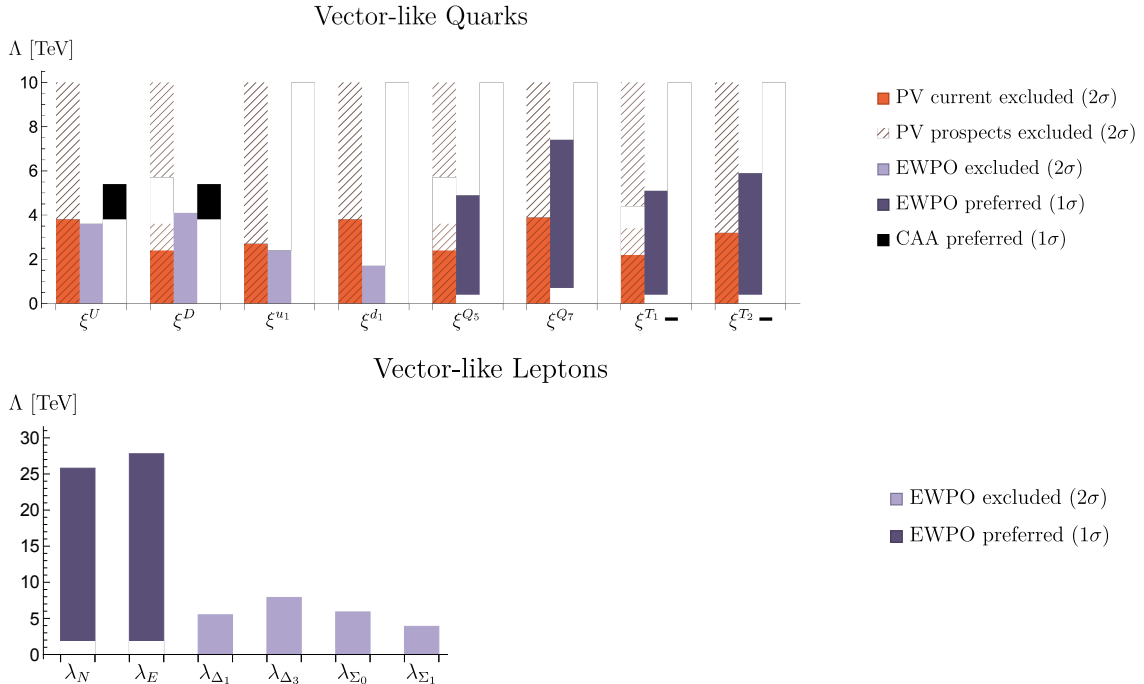 Vector-like Quarks
Λ [TeV]
10
8
6
4
2
0
ξ^U ξ^D ξ^{u_1} ξ^{d_1} ξ^{Q_5} ξ^{Q_7} ξ^{T_1} ξ^{T_2}
PV current excluded (2σ)
PV prospects excluded (2σ)
EWPO excluded (2σ)
EWPO preferred (1σ)
CAA preferred (1σ)
Vector-like Leptons
Λ [TeV]
30
25
20
15
10
5
0
λ_N λ_E λ_{Δ_1} λ_{Δ_3} λ_{Σ_0} λ_{Σ_1}
EWPO excluded (2σ)
EWPO preferred (1σ)